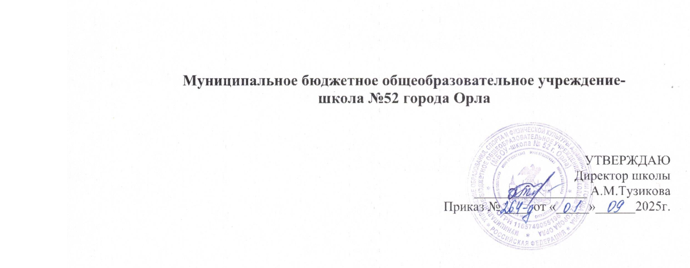 Муниципальное бюджетное общеобразовательное учреждение-
школа №52 города Орла
УТВЕРЖДАЮ
Директор школы
А.М.Тузикова
Приказ №264-д от «01» 09 2025г.